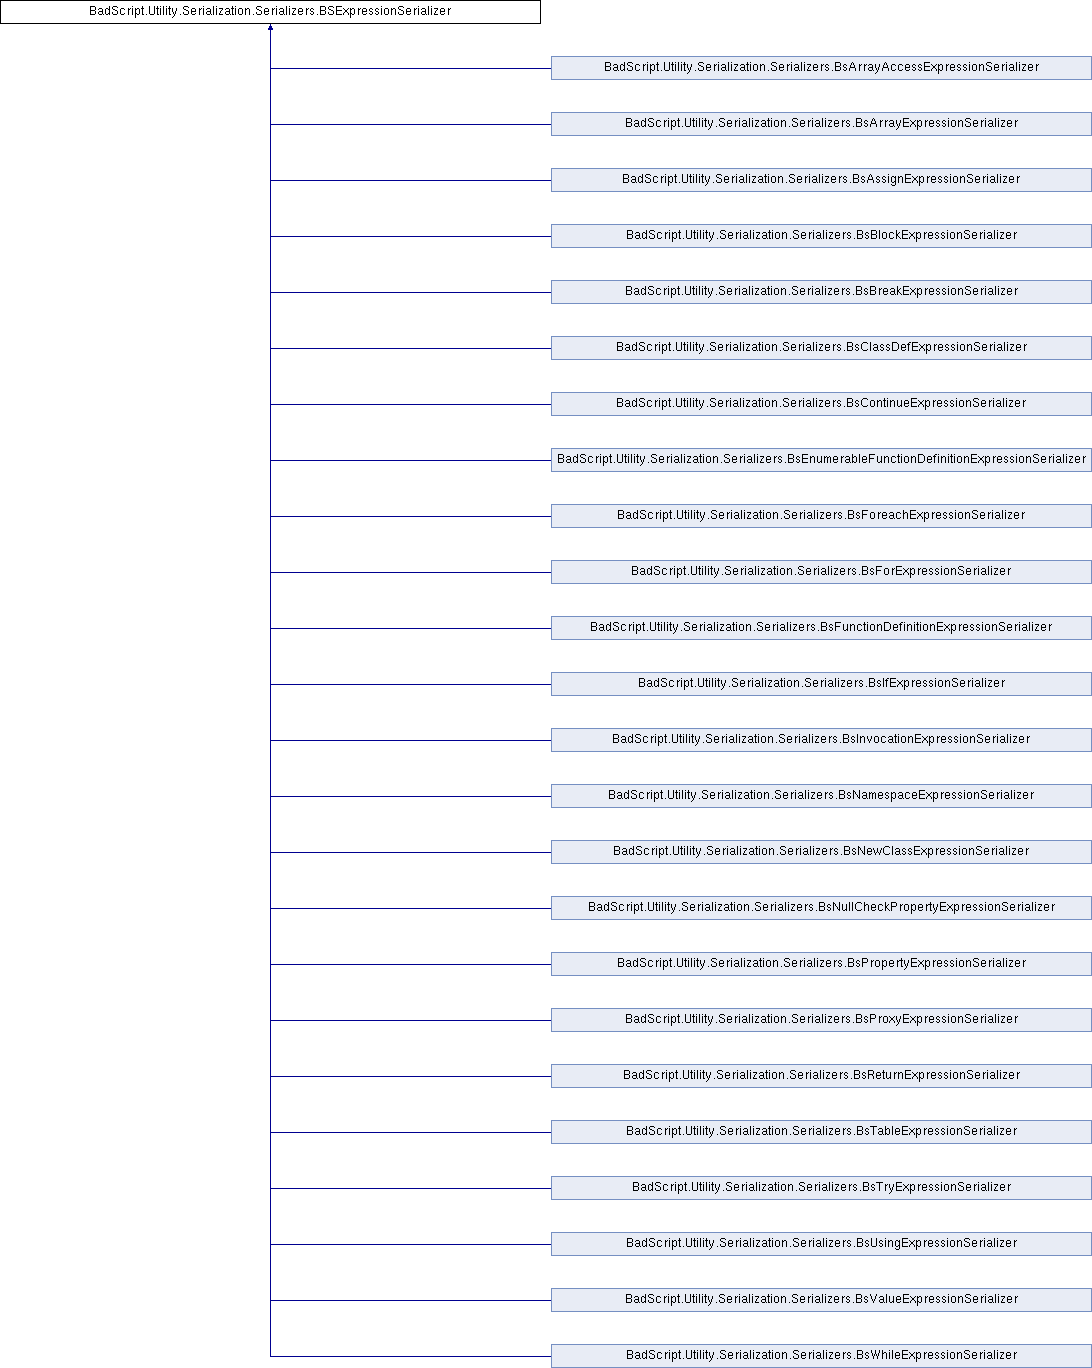 BadScript.Utility.Serialization.Serializers.BSExpressionSerializer
BadScript.Utility.Serialization.Serializers.BsArrayAccessExpressionSerializer
BadScript.Utility.Serialization.Serializers.BsArrayExpressionSerializer
BadScript.Utility.Serialization.Serializers.BsAssignExpressionSerializer
BadScript.Utility.Serialization.Serializers.BsBlockExpressionSerializer
BadScript.Utility.Serialization.Serializers.BsBreakExpressionSerializer
BadScript.Utility.Serialization.Serializers.BsClassDefExpressionSerializer
BadScript.Utility.Serialization.Serializers.BsContinueExpressionSerializer
BadScript.Utility.Serialization.Serializers.BsEnumerableFunctionDefinitionExpressionSerializer
BadScript.Utility.Serialization.Serializers.BsForeachExpressionSerializer
BadScript.Utility.Serialization.Serializers.BsForExpressionSerializer
BadScript.Utility.Serialization.Serializers.BsFunctionDefinitionExpressionSerializer
BadScript.Utility.Serialization.Serializers.BsIfExpressionSerializer
BadScript.Utility.Serialization.Serializers.BsInvocationExpressionSerializer
BadScript.Utility.Serialization.Serializers.BsNamespaceExpressionSerializer
BadScript.Utility.Serialization.Serializers.BsNewClassExpressionSerializer
BadScript.Utility.Serialization.Serializers.BsNullCheckPropertyExpressionSerializer
BadScript.Utility.Serialization.Serializers.BsPropertyExpressionSerializer
BadScript.Utility.Serialization.Serializers.BsProxyExpressionSerializer
BadScript.Utility.Serialization.Serializers.BsReturnExpressionSerializer
BadScript.Utility.Serialization.Serializers.BsTableExpressionSerializer
BadScript.Utility.Serialization.Serializers.BsTryExpressionSerializer
BadScript.Utility.Serialization.Serializers.BsUsingExpressionSerializer
BadScript.Utility.Serialization.Serializers.BsValueExpressionSerializer
BadScript.Utility.Serialization.Serializers.BsWhileExpressionSerializer